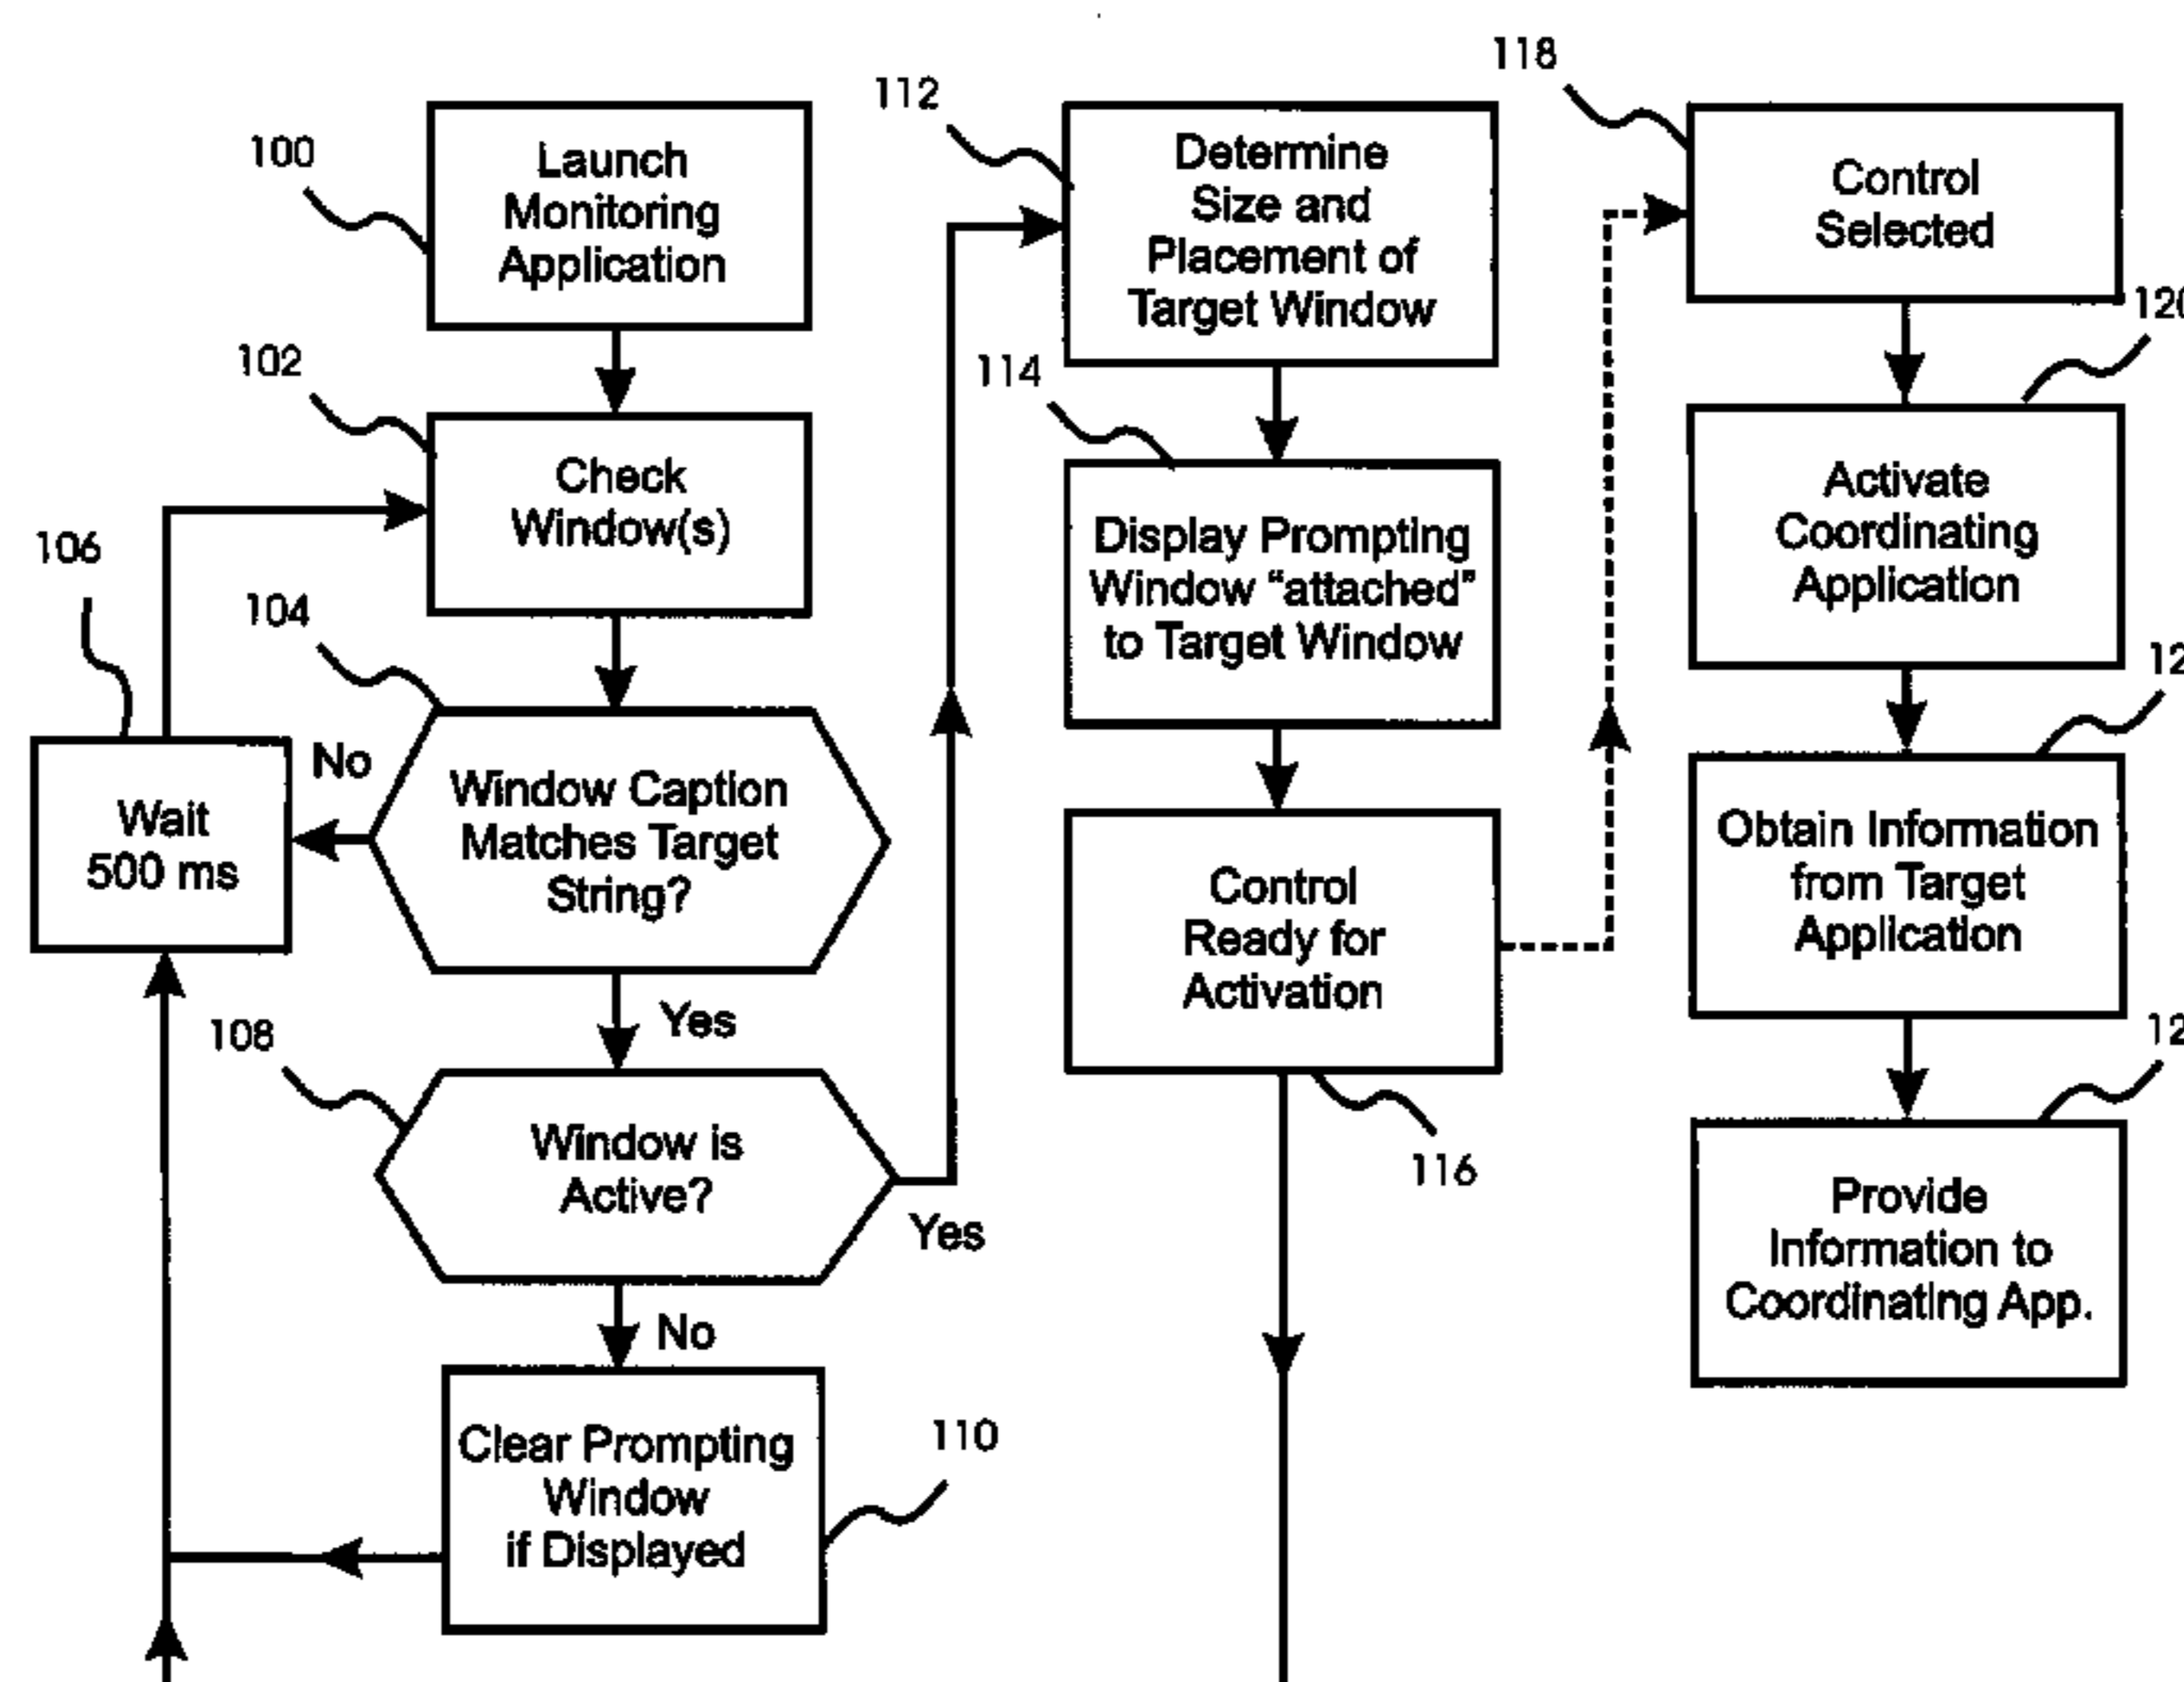 100
Launch
Monitoring
Application
102
Check
Window(s)
104
Window Caption
Matches Target
String?
No
106
Wait
500 ms
Yes
108
Window is
Active?
Yes
No
110
Clear Prompting
Window
if Displayed
112
Determine
Size and
Placement of
Target Window
114
Display Prompting
Window “attached”
to Target Window
Control
Ready for
Activation
116
118
Control
Selected
120
Activate
Coordinating
Application
12
Obtain Information
from Target
Application
12
Provide
Information to
Coordinating App.